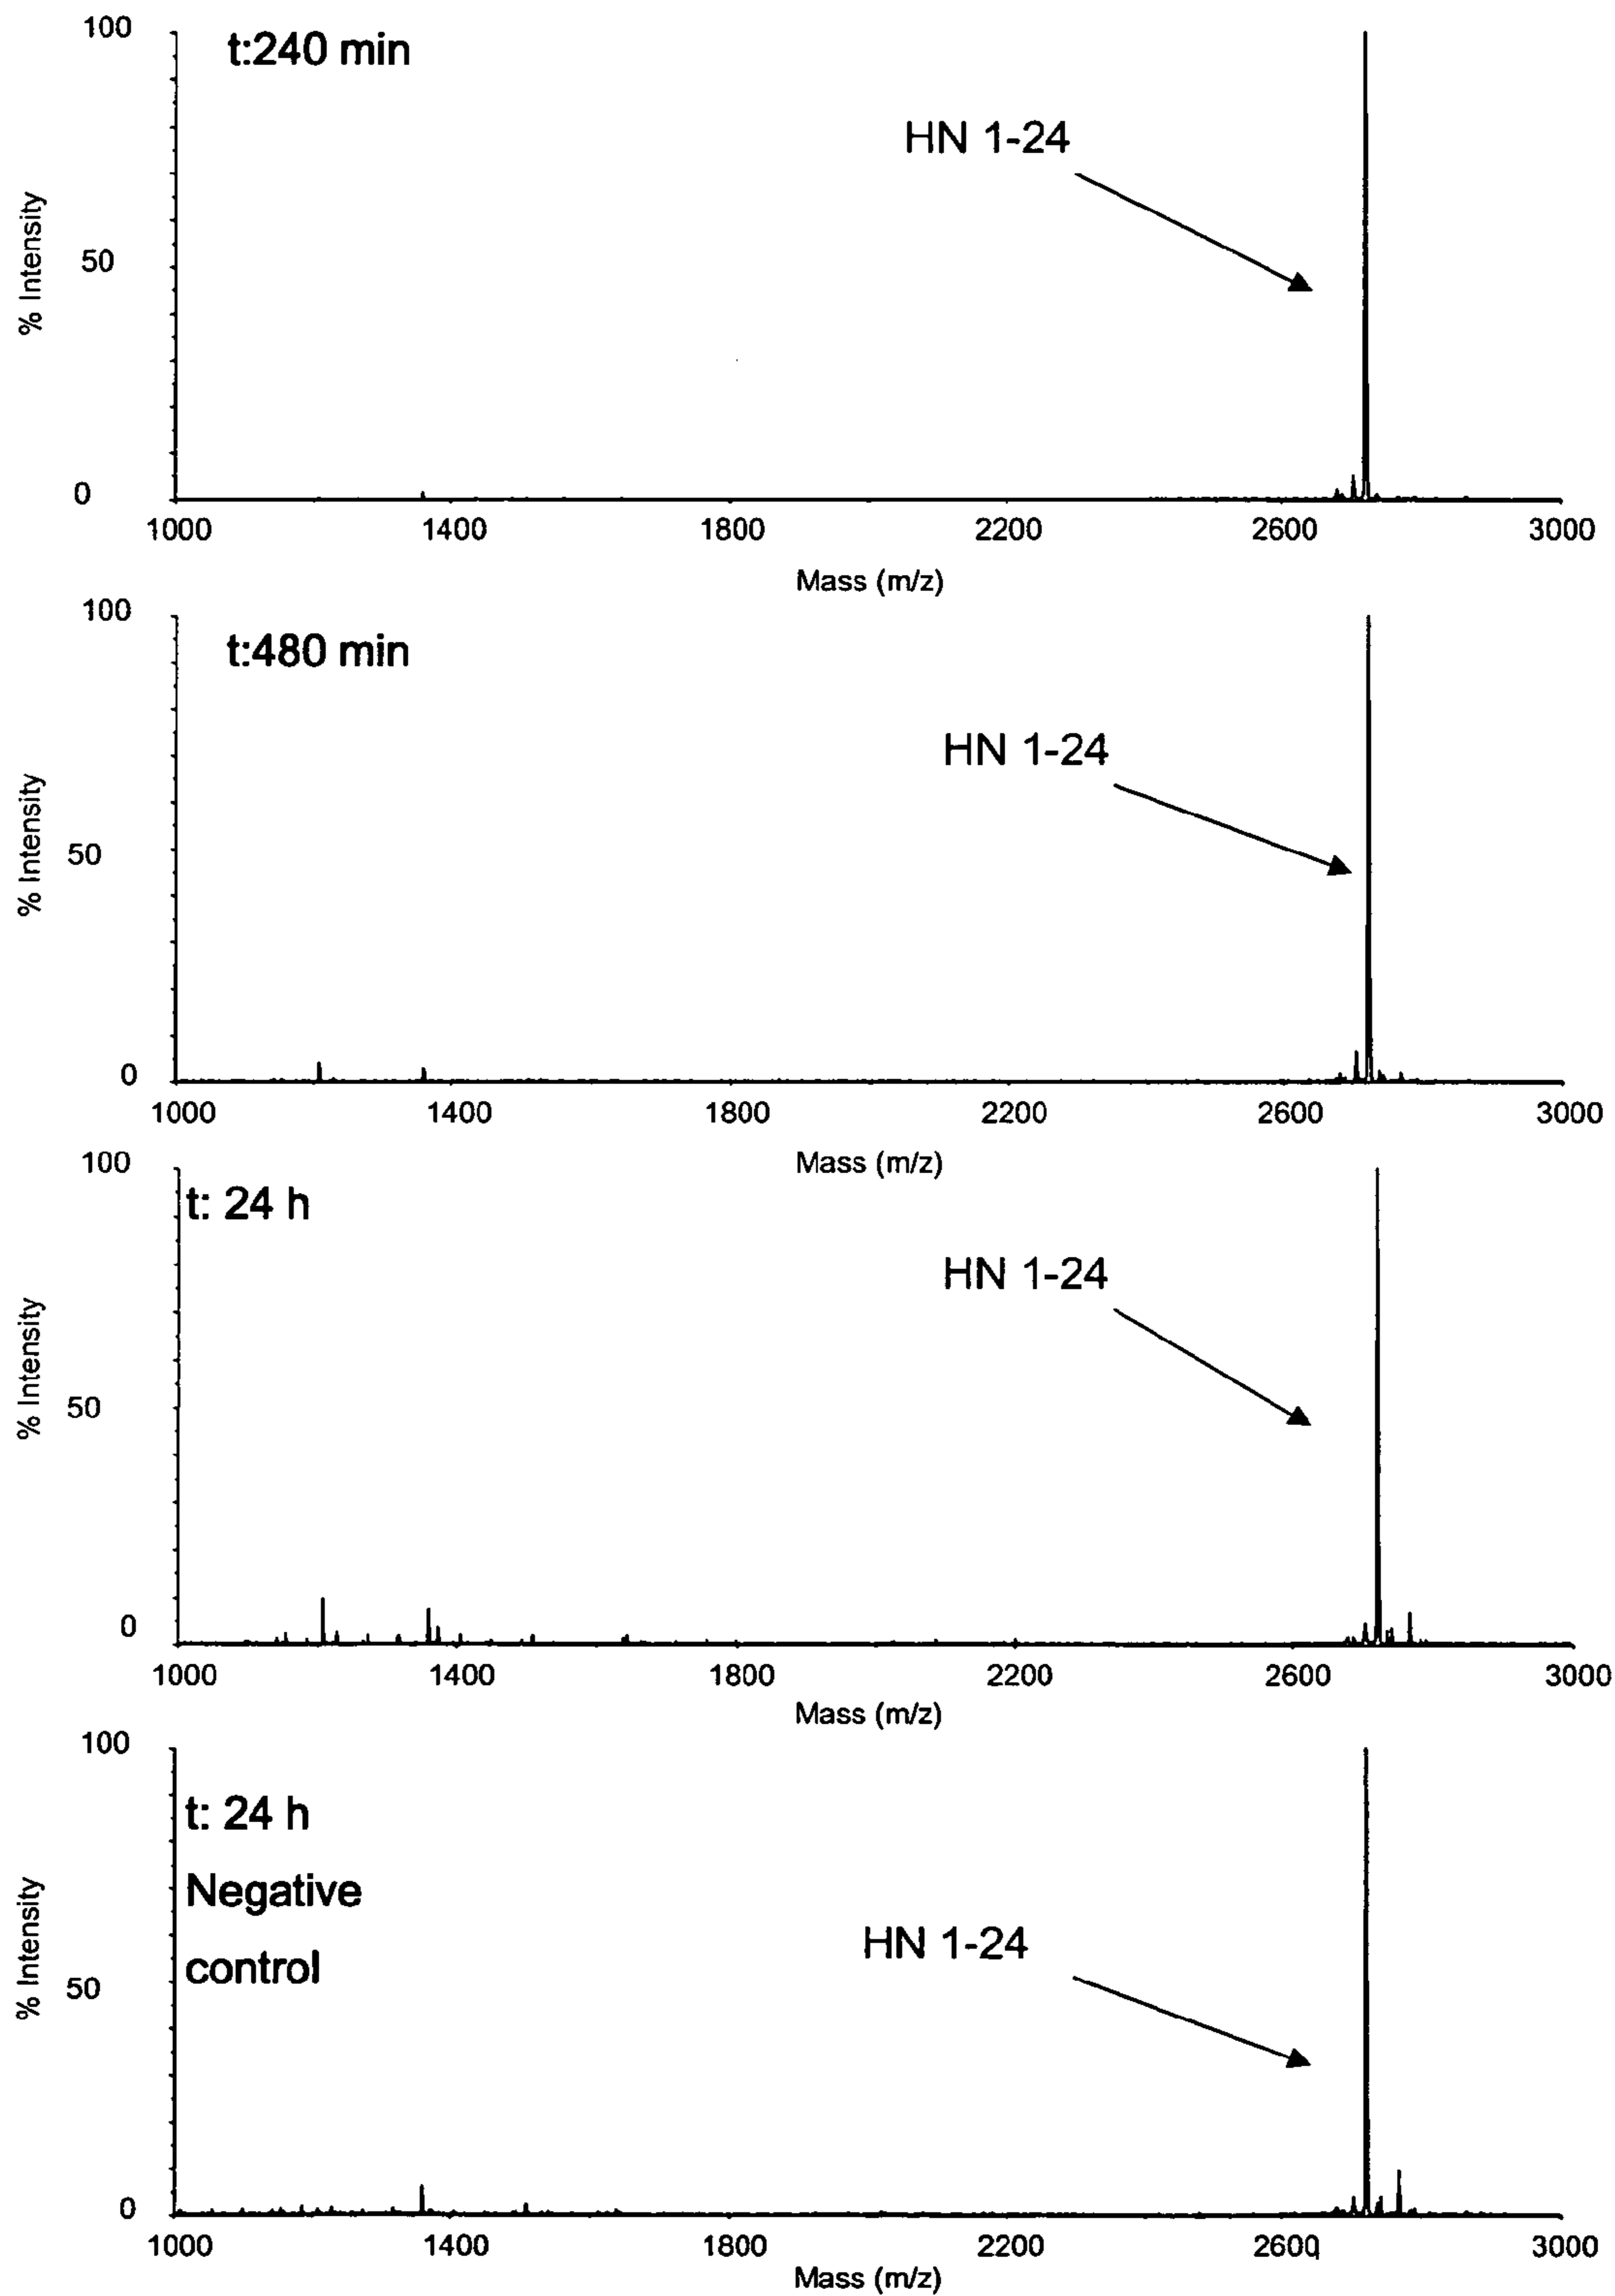 100
t:240 min
HN 1-24
% Intensity
50
0
1000 1400 1800 2200 2600 3000
Mass (m/z)
100
t:480 min
HN 1-24
% Intensity
50
0
1000 1400 1800 2200 2600 3000
Mass (m/z)
100
t: 24 h
HN 1-24
% Intensity
50
0
1000 1400 1800 2200 2600 3000
Mass (m/z)
100
t: 24 h
Negative
control
HN 1-24
% Intensity
50
0
1000 1400 1800 2200 2600 3000
Mass (m/z)